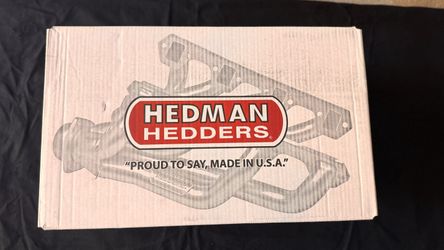 HEDMAN
HEDDERS®
"PROUD TO SAY, MADE IN U.S.A."